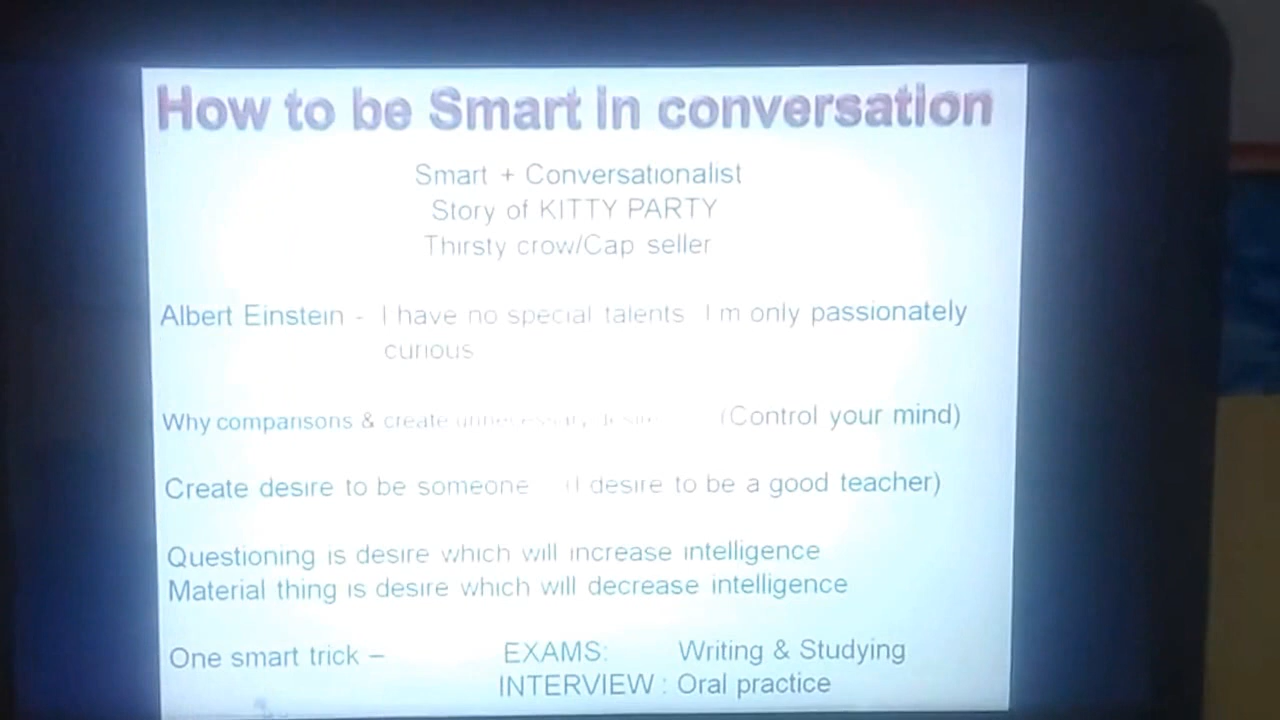 How to be Smart in conversation
Smart + Conversationalist
Story of KITTY PARTY
Thirsty crow/Cap seller
Albert Einstein - I have no special talents I m only passionately
curious
Why comparisons & create unnecessary desire (Control your mind)
Create desire to be someone (I desire to be a good teacher)
Questioning is desire which will increase intelligence
Material thing is desire which will decrease intelligence
One smart trick – EXAMS: Writing & Studying
INTERVIEW : Oral practice